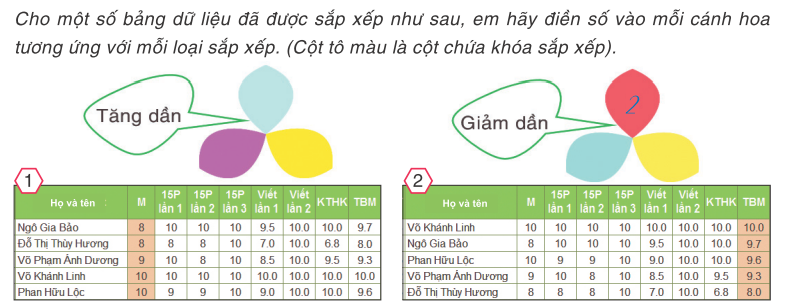 Cho một số bảng dữ liệu đã được sắp xếp như sau, em hãy điền số vào mỗi cánh hoa
tương ứng với mỗi loại sắp xếp. (Cột tô màu là cột chứa khóa sắp xếp).
Tăng dần
Giảm dần
2
1
Họ và tên : M 15P lần 1 15P lần 2 15P lần 3 Viết lần 1 Viết lần 2 KTHK TBM
Ngô Gia Bảo 8 10 10 10 9.5 10.0 10.0 9.7
Đỗ Thị Thùy Hương 8 8 8 10 7.0 10.0 6.8 8.0
Võ Phạm Ánh Dương 9 10 8 10 8.5 10.0 9.5 9.3
Võ Khánh Linh 10 10 10 10 10.0 10.0 10.0 10.0
Phan Hữu Lộc 10 9 9 10 9.0 10.0 10.0 9.6
2
Họ và tên M 15P lần 1 15P lần 2 15P lần 3 Viết lần 1 Viết lần 2 KTHK TBM
Võ Khánh Linh 10 10 10 10 10.0 10.0 10.0 10.0
Ngô Gia Bảo 8 10 10 10 9.5 10.0 10.0 9.7
Phan Hữu Lộc 10 9 9 10 9.0 10.0 10.0 9.6
Võ Phạm Ánh Dương 9 10 8 10 8.5 10.0 9.5 9.3
Đỗ Thị Thùy Hương 8 8 8 10 7.0 10.0 6.8 8.0